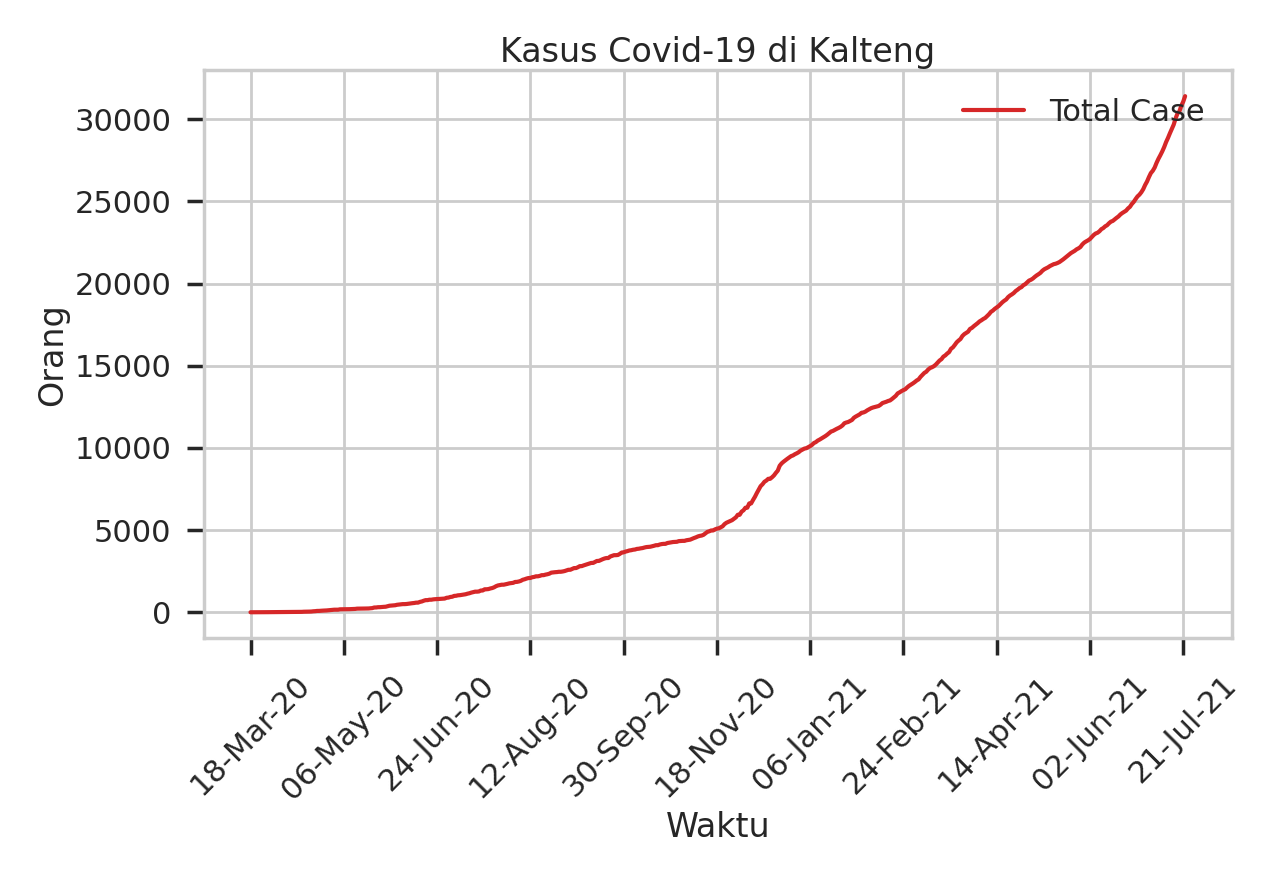 Kasus Covid-19 di Kalteng
Total Case
30000
25000
20000
15000
10000
5000
0
Orang
18-Mar-20
06-May-20
24-Jun-20
12-Aug-20
30-Sep-20
18-Nov-20
06-Jan-21
24-Feb-21
14-Apr-21
02-Jun-21
21-Jul-21
Waktu